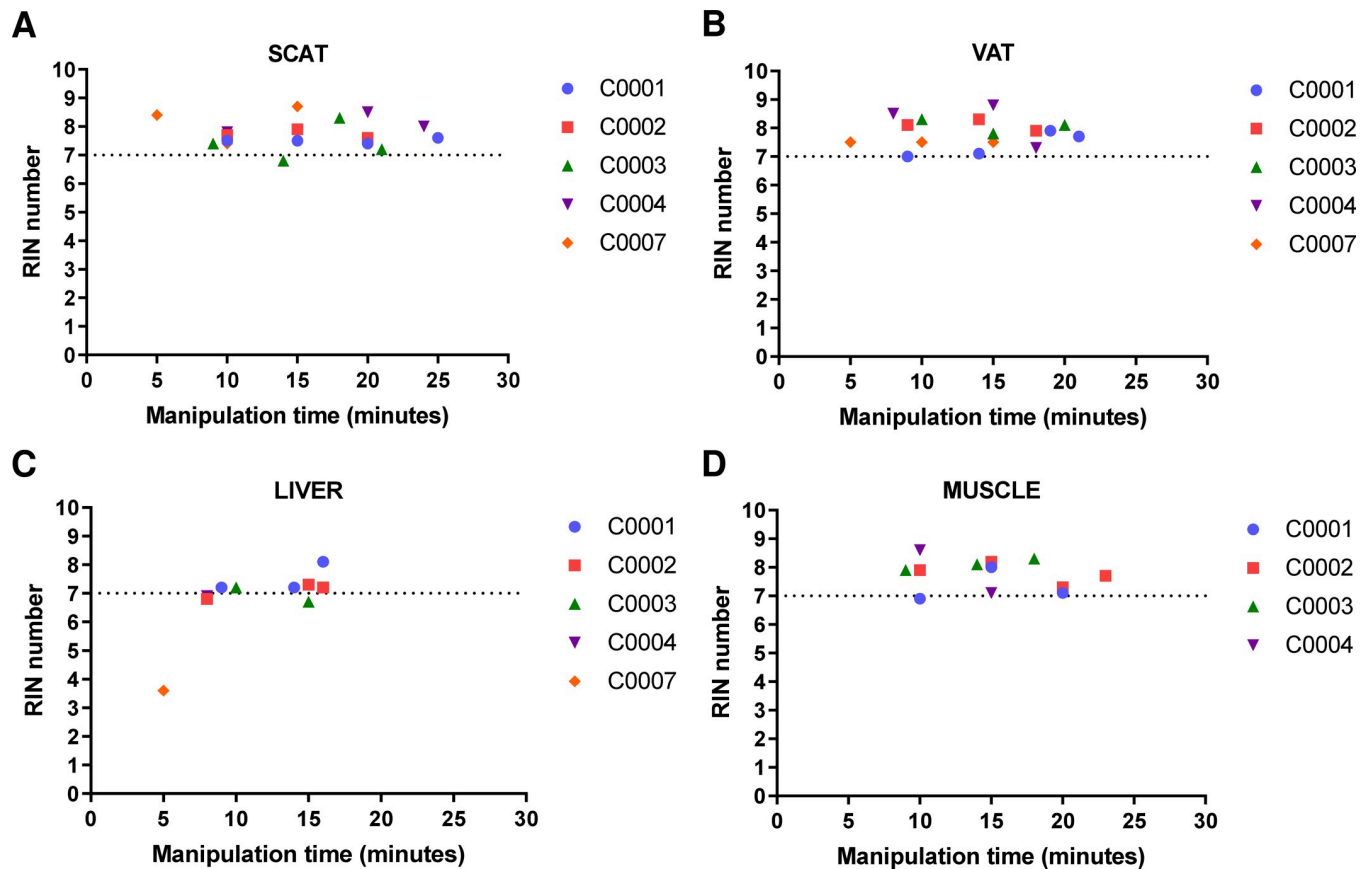 A
SCAT
10
9
8
7
6
5
4
3
2
1
0
RIN number
0 5 10 15 20 25 30
Manipulation time (minutes)
C0001
C0002
C0003
C0004
C0007
B
VAT
10
9
8
7
6
5
4
3
2
1
0
RIN number
0 5 10 15 20 25 30
Manipulation time (minutes)
C0001
C0002
C0003
C0004
C0007
C
LIVER
10
9
8
7
6
5
4
3
2
1
0
RIN number
0 5 10 15 20 25 30
Manipulation time (minutes)
C0001
C0002
C0003
C0004
C0007
D
MUSCLE
10
9
8
7
6
5
4
3
2
1
0
RIN number
0 5 10 15 20 25 30
Manipulation time (minutes)
C0001
C0002
C0003
C0004